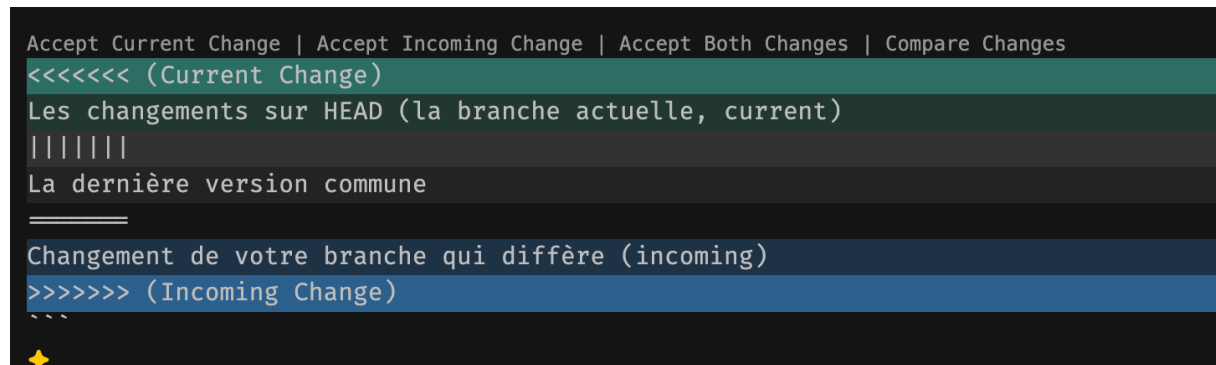 Accept Current Change | Accept Incoming Change | Accept Both Changes | Compare Changes
<<<<<<< (Current Change)
Les changements sur HEAD (la branche actuelle, current)
|||||||
La dernière version commune
=======
Changement de votre branche qui diffère (incoming)
>>>>>>> (Incoming Change)
```